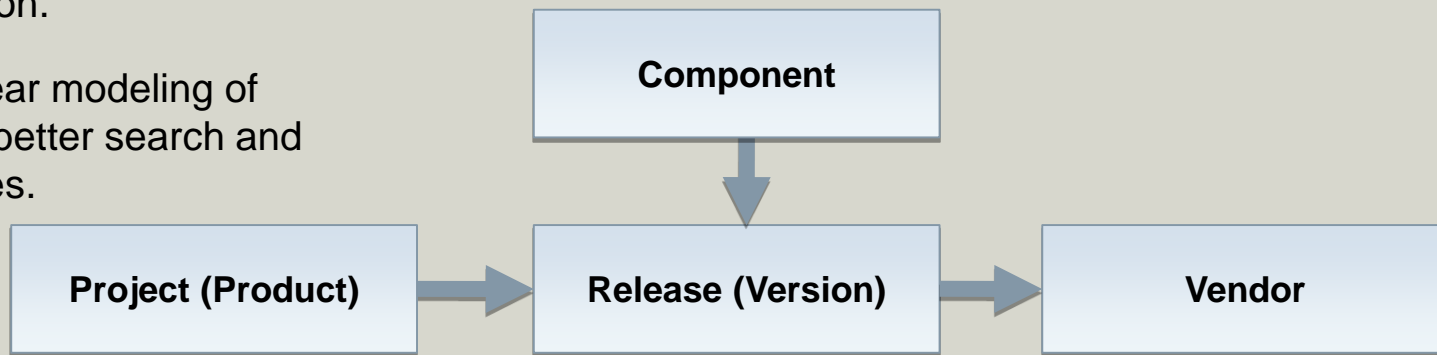 on.
ear modeling of
better search and
es.
Component
Project (Product)
Release (Version)
Vendor